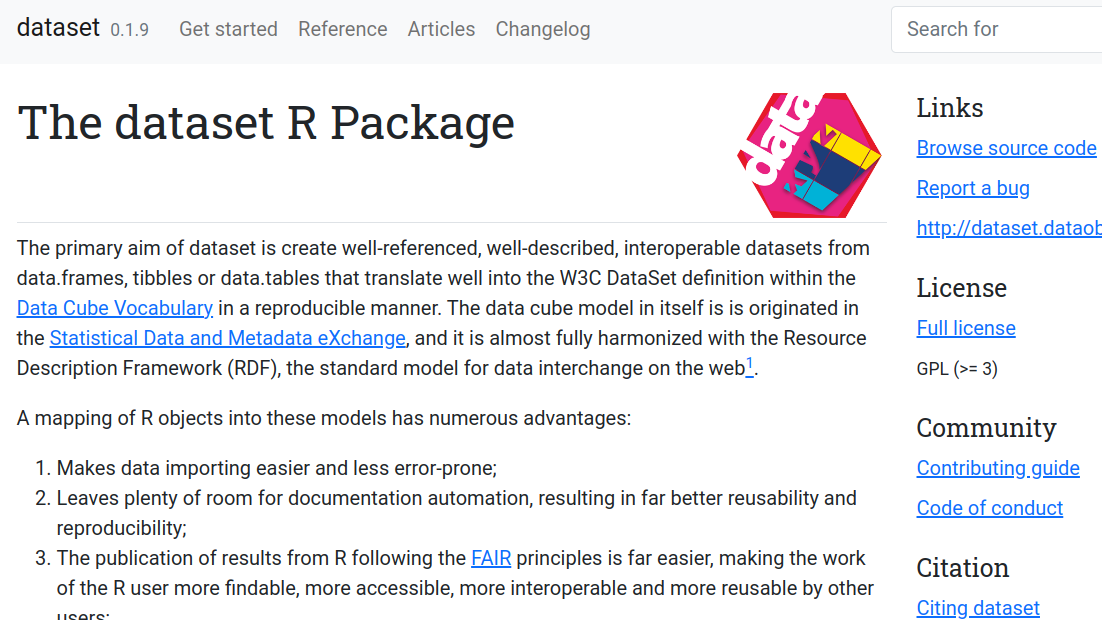 dataset 0.1.9 Get started Reference Articles Changelog Search for
The dataset R Package
data
The primary aim of dataset is create well-referenced, well-described, interoperable datasets from
data.frames, tibbles or data.tables that translate well into the W3C DataSet definition within the
Data Cube Vocabulary in a reproducible manner. The data cube model in itself is is originated in
the Statistical Data and Metadata eXchange, and it is almost fully harmonized with the Resource
Description Framework (RDF), the standard model for data interchange on the web1.
A mapping of R objects into these models has numerous advantages:
1. Makes data importing easier and less error-prone;
2. Leaves plenty of room for documentation automation, resulting in far better reusability and
reproducibility;
3. The publication of results from R following the FAIR principles is far easier, making the work
of the R user more findable, more accessible, more interoperable and more reusable by other
users;
Links
Browse source code
Report a bug
http://dataset.dataob
License
Full license
GPL (>= 3)
Community
Contributing guide
Code of conduct
Citation
Citing dataset